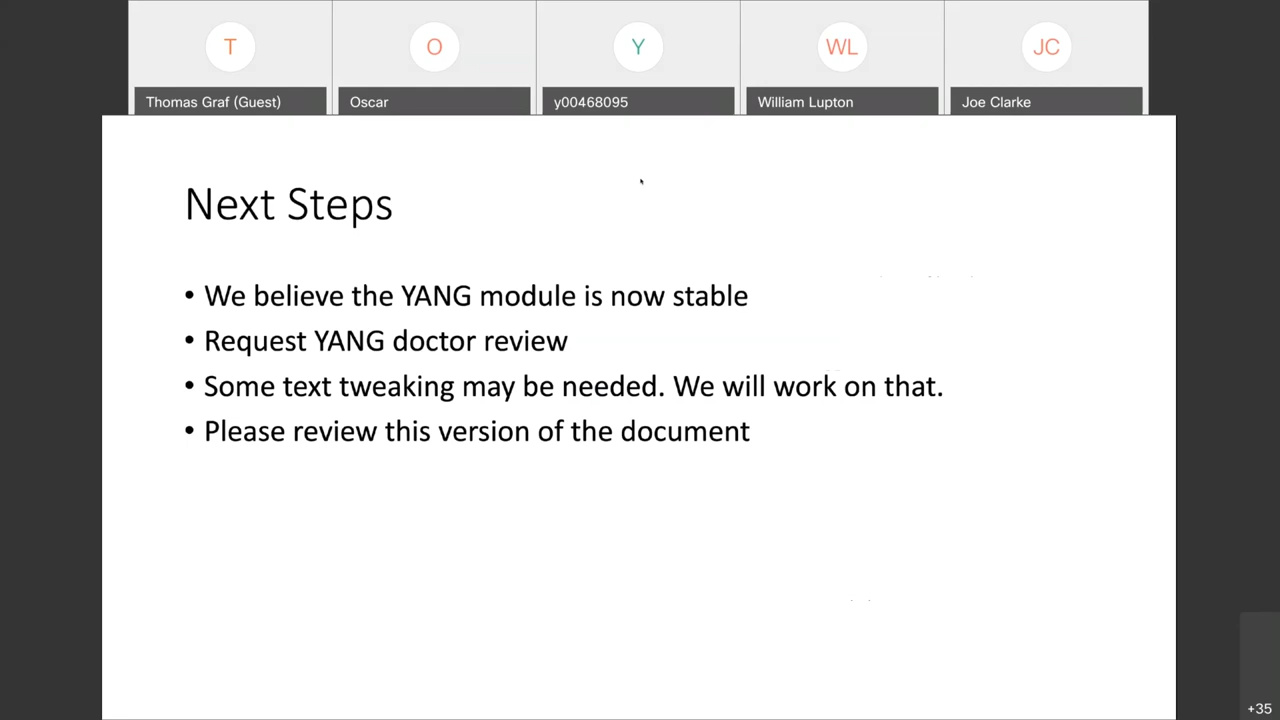 T
O
Y
WL
JC
Thomas Graf (Guest)
Oscar
y00468095
William Lupton
Joe Clarke
Next Steps
• We believe the YANG module is now stable
• Request YANG doctor review
• Some text tweaking may be needed. We will work on that.
• Please review this version of the document
+35